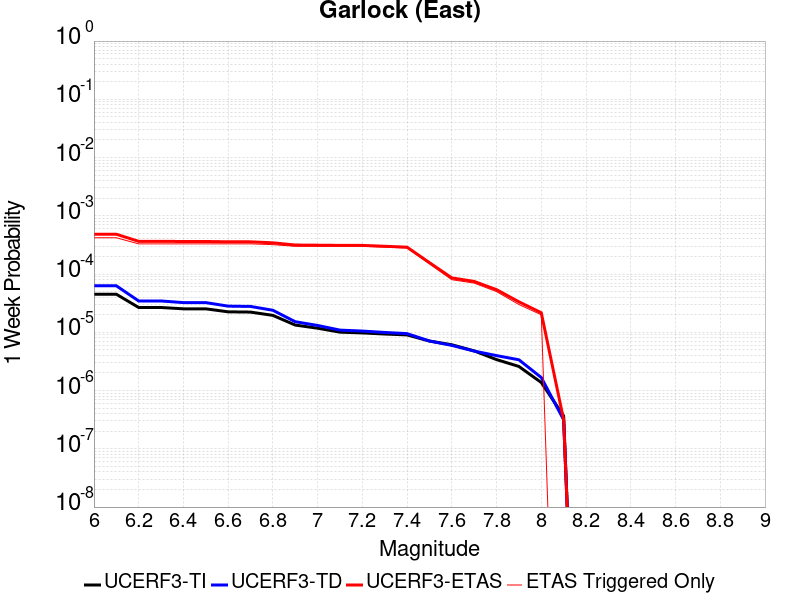 Garlock (East)
10^0
10^-1
10^-2
10^-3
10^-4
10^-5
10^-6
10^-7
10^-8
1 Week Probability
6 6.2 6.4 6.6 6.8 7 7.2 7.4 7.6 7.8 8 8.2 8.4 8.6 8.8 9
Magnitude
UCERF3-TI UCERF3-TD UCERF3-ETAS ETAS Triggered Only